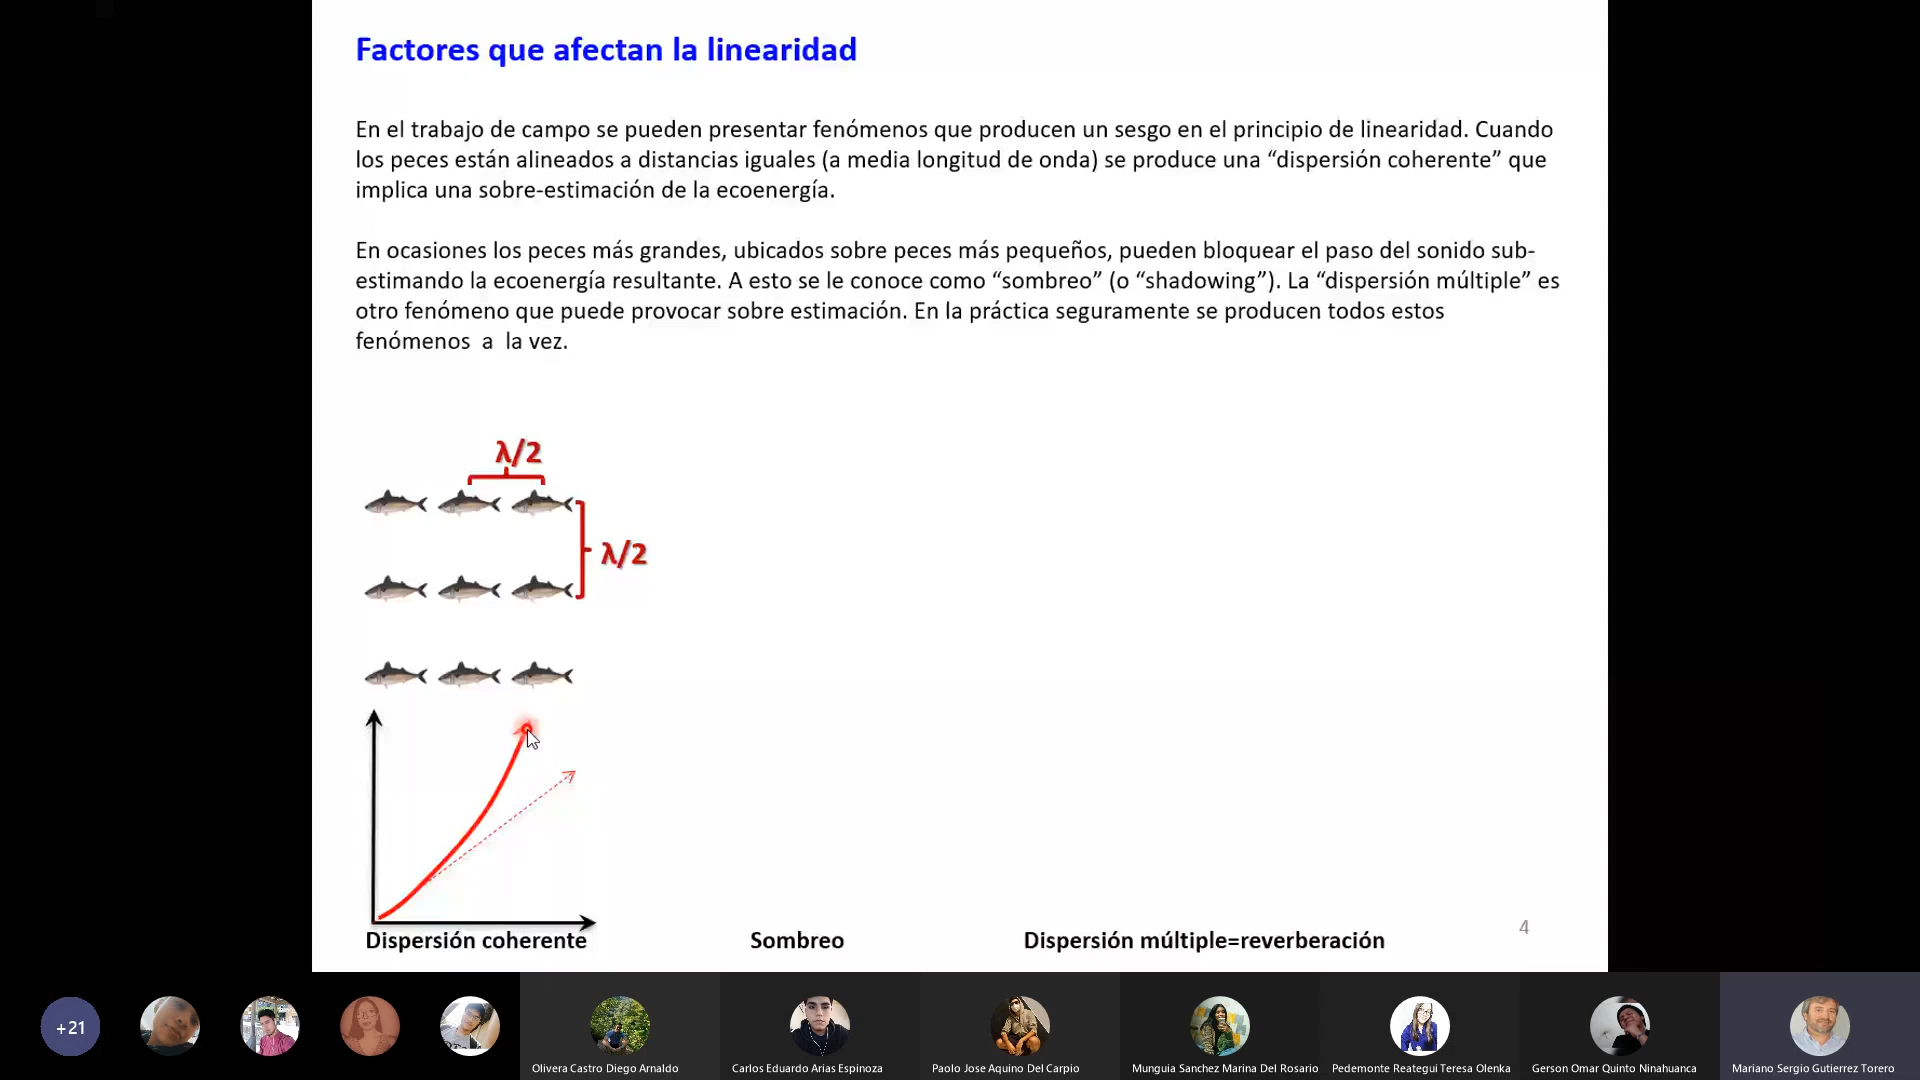 Factores que afectan la linearidad
En el trabajo de campo se pueden presentar fenómenos que producen un sesgo en el principio de linearidad. Cuando
los peces están alineados a distancias iguales (a media longitud de onda) se produce una “dispersión coherente” que
implica una sobre-estimación de la ecoenergía.
En ocasiones los peces más grandes, ubicados sobre peces más pequeños, pueden bloquear el paso del sonido sub-
estimando la ecoenergía resultante. A esto se le conoce como “sombreo” (o “shadowing”). La “dispersión múltiple” es
otro fenómeno que puede provocar sobre estimación. En la práctica seguramente se producen todos estos
fenómenos a la vez.
λ/2
λ/2
Dispersión coherente
Sombreo
Dispersión múltiple=reverberación
4
+21
Olivera Castro Diego Arnaldo
Carlos Eduardo Arias Espinoza
Paolo Jose Aquino Del Carpio
Munguia Sanchez Marina Del Rosario
Pedemonte Reategui Teresa Olenka
Gerson Omar Quinto Ninahuanca
Mariano Sergio Gutierrez Torero